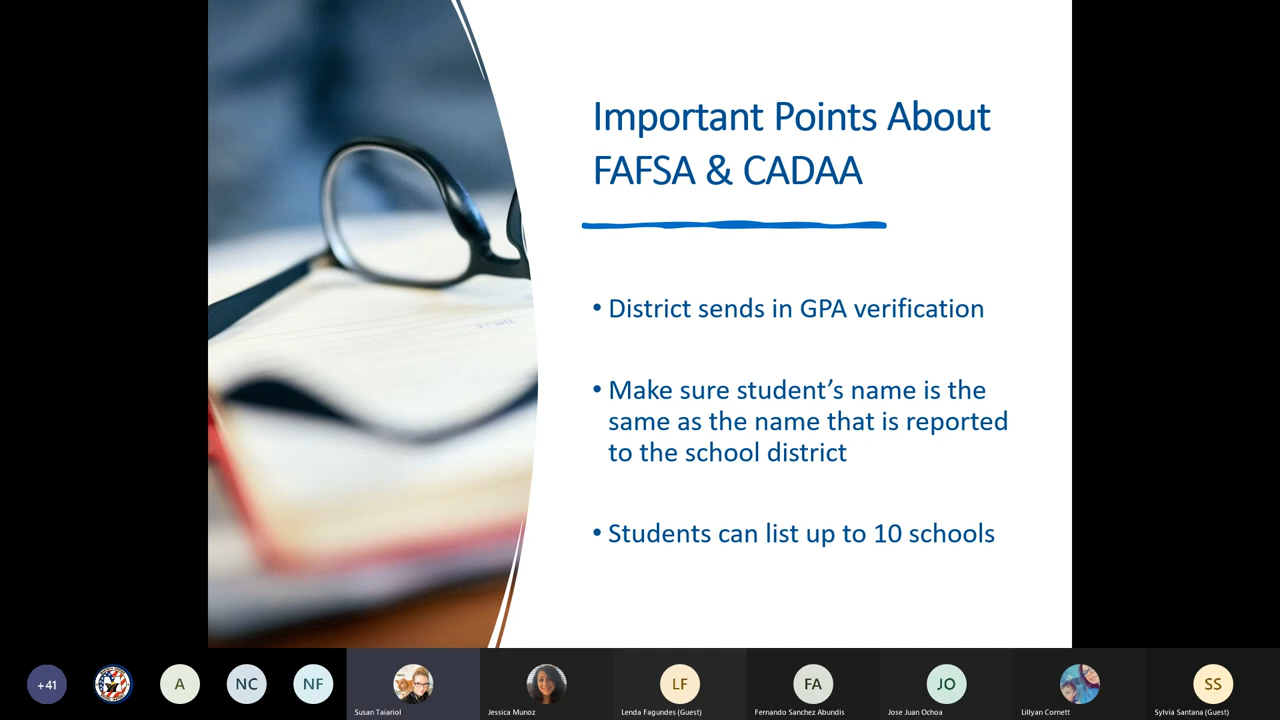 Important Points About
FAFSA & CADAA
• District sends in GPA verification
• Make sure student’s name is the
same as the name that is reported
to the school district
• Students can list up to 10 schools
+41
A
NC
NF
LF
FA
JO
SS
Susan Taiariol
Jessica Munoz
Lenda Fagundes (Guest)
Fernando Sanchez Abundis
Jose Juan Ochoa
Lillyan Cornett
Sylvia Santana (Guest)